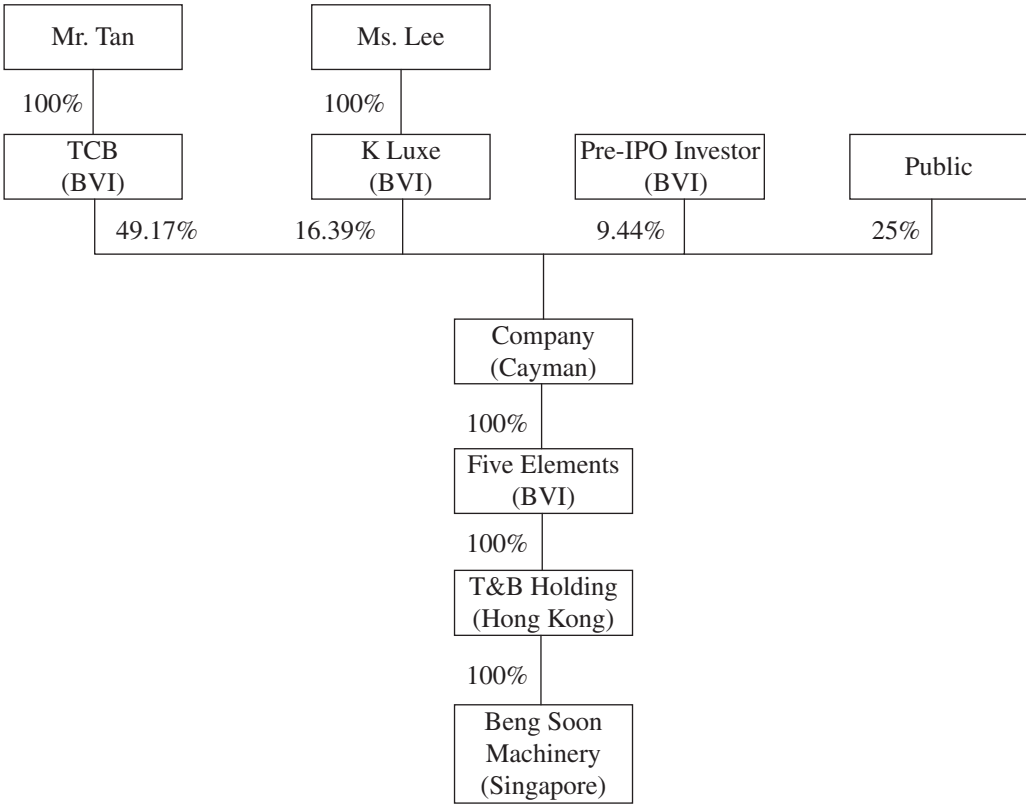 Mr. Tan
Ms. Lee
100%
100%
TCB
(BVI)
K Luxe
(BVI)
Pre-IPO Investor
(BVI)
Public
49.17%
16.39%
9.44%
25%
Company
(Cayman)
100%
Five Elements
(BVI)
100%
T&B Holding
(Hong Kong)
100%
Beng Soon
Machinery
(Singapore)